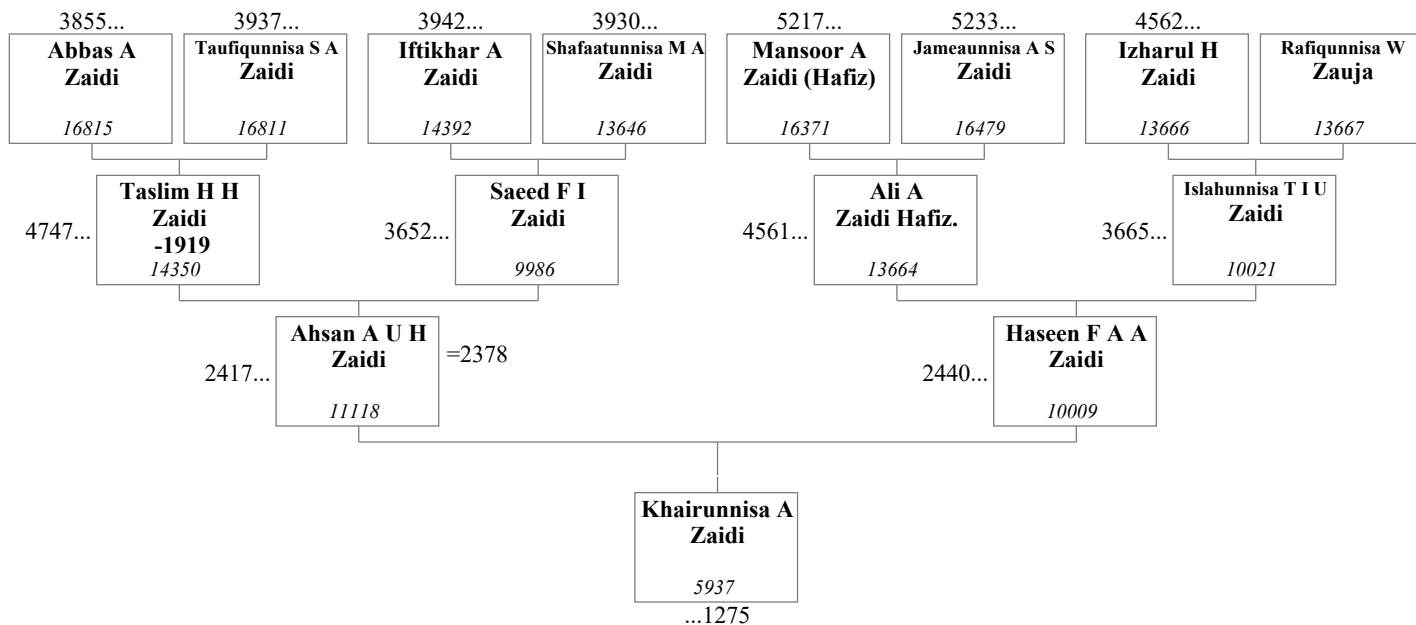 3855...
3937...
3942...
3930...
5217...
5233...
4562...
Abbas A
Zaidi
16815
Taufiqunnisa S A
Zaidi
16811
Iftikhar A
Zaidi
14392
Shafaatunnisa M A
Zaidi
13646
Mansoor A
Zaidi (Hafiz)
16371
Jameaunnisa A S
Zaidi
16479
Izharul H
Zaidi
13666
Rafiqunnisa W
Zauja
13667
4747...
Taslim H H
Zaidi
-1919
14350
3652...
Saeed F I
Zaidi
9986
4561...
Ali A
Zaidi Hafiz.
13664
3665...
Islahunnisa T I U
Zaidi
10021
2417...
Ahsan A U H
Zaidi
11118
=2378
2440...
Haseen F A A
Zaidi
10009
Khairunnisa A
Zaidi
5937
...1275